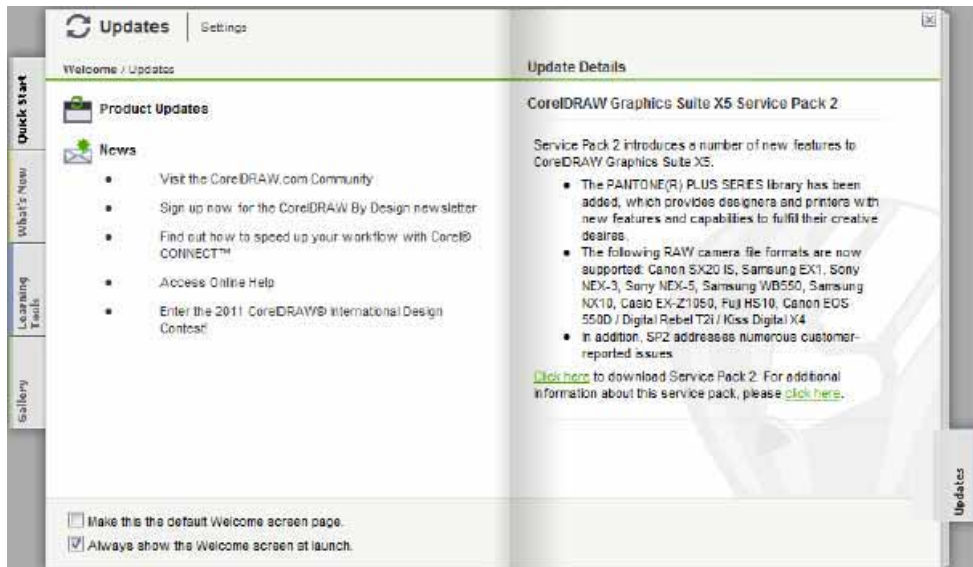 Updates
Settings
Welcome / Updates
Product Updates
News
• Visit the CorelDRAW.com Community
• Sign up now for the CorelDRAW By Design newsletter
• Find out how to speed up your workflow with Corel®
CONNECT™
• Access Online Help
• Enter the 2011 CorelDRAW® International Design
Contest!
Update Details
CorelDRAW Graphics Suite X5 Service Pack 2
Service Pack 2 introduces a number of new features to
CorelDRAW Graphics Suite X5.
• The PANTONE(R) PLUS SERIES library has been
added, which provides designers and printers with
new features and capabilities to fulfill their creative
desires.
• The following RAW camera file formats are now
supported: Canon SX20 IS, Samsung EX1, Sony
NEX-3, Sony NEX-5, Samsung WB550, Samsung
NX10, Casio EX-Z1050, Fuji HS10, Canon EOS
550D / Digital Rebel T2i / Kiss Digital X4
• In addition, SP2 addresses numerous customer-
reported issues
Click here to download Service Pack 2. For additional
information about this service pack, please click here.
Make this the default Welcome screen page.
Always show the Welcome screen at launch.
Quick Start
What's New
Learning
Tools
Gallery
Updates